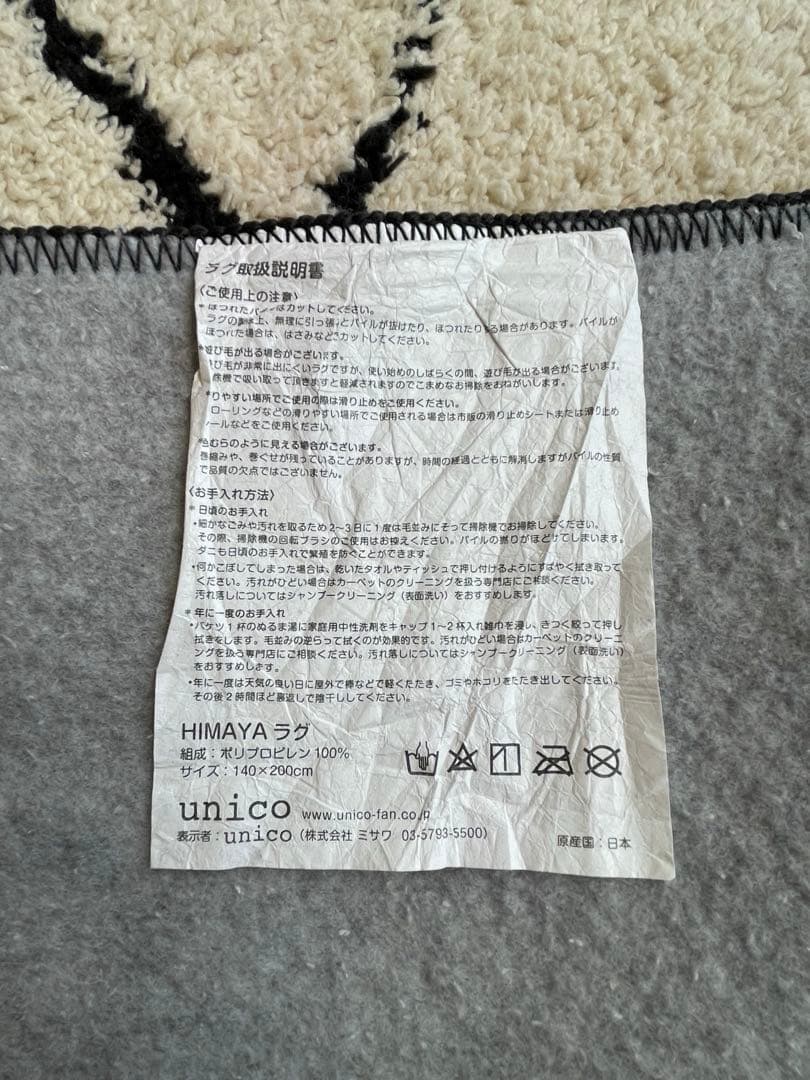 ラグ取扱説明書
〈ご使用上の注意〉
カットしてください。
無理に引っ張 とパイルが抜けたり、ほつれたり る場合があります。パイルが
ほつれた場合は、はさみなど カットしてください。
遊び毛が出る場合がございます。
び毛が非常に出にくいラグですが、使い始めのしばらくの間、遊び毛が出る場合がございます。
除機で吸い取って頂きますと軽減されますのでこまめなお掃除をおねがいします。
りやすい場所でご使用の際は滑り止めをご使用ください。
ローリングなどの滑りやすい場所でご使用される場合は市販の滑り止めシートまたは滑り止め
ールなどをご使用ください。
*色むらのように見える場合がございます。
巻縮みや、巻ぐせが残っていることがありますが、時間の経過とともに解消しますがパイルの性質
で品質の欠点ではございません。
〈お手入れ方法〉
* 日頃のお手入れ
・細かなごみや汚れを取るため2〜3日に1度は毛並みにそって掃除機でお掃除してください。
その際、掃除機の回転ブラシのご使用はお控えください。パイルの撚りがほどけてしまいます。
ダニも日頃のお手入れで繁殖を防ぐことができます。
・何かこぼしてしまった場合は、乾いたタオルやティッシュで押し付けるようにすばやく拭き取って
ください。汚れがひどい場合はカーペットのクリーニングを扱う専門店にご相談ください。
汚れ落しについてはシャンプークリーニング（表面洗い）をおすすめします。
* 年に一度のお手入れ
・バケツ1杯のぬるま湯に家庭用中性洗剤をキャップ1〜2杯入れ雑巾を浸し、きつく絞って押し
拭きをします。毛並みの逆らって拭くのが効果的です。汚れがひどい場合はカーペットのクリーニ
ングを扱う専門店にご相談ください。汚れ落しについてはシャンプークリーニング（表面洗い）
をおすすめします。
・年に一度は天気の良い日に屋外で棒などで軽くたたき、ゴミやホコリをたたき出してください。
その後2時間ほど裏返しで陰干ししてください。
HIMAYA ラグ
組成：ポリプロピレン 100%
サイズ：140×200cm
unico www.unico-fan.co.jp
表示者：unico（株式会社 ミサワ 03-5793-5500）
原産国：日本